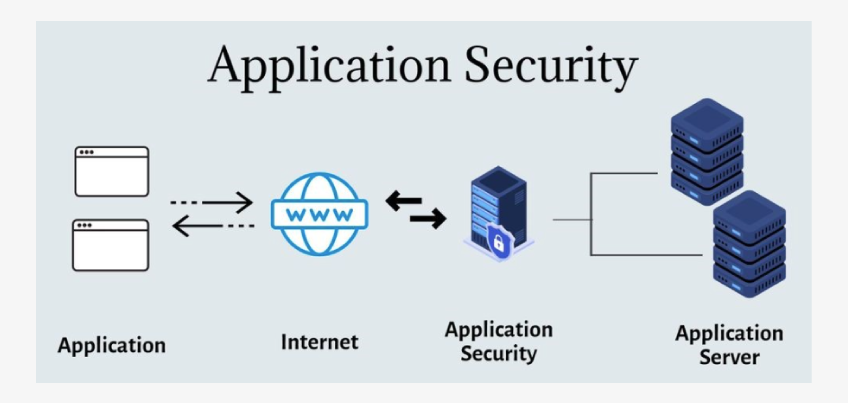 Application Security
WWW
Application
Internet
Application
Security
Application
Server